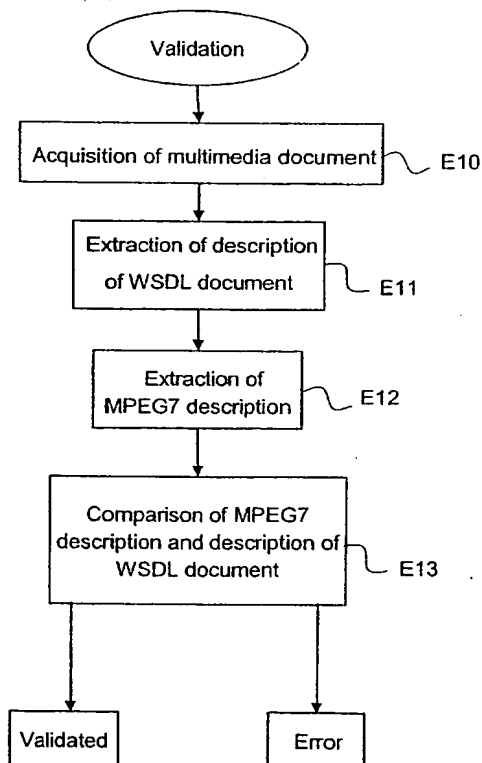 Validation
Acquisition of multimedia document
E10
Extraction of description
of WSDL document
E11
Extraction of
MPEG7 description
E12
Comparison of MPEG7
description and description of
WSDL document
E13
Validated
Error